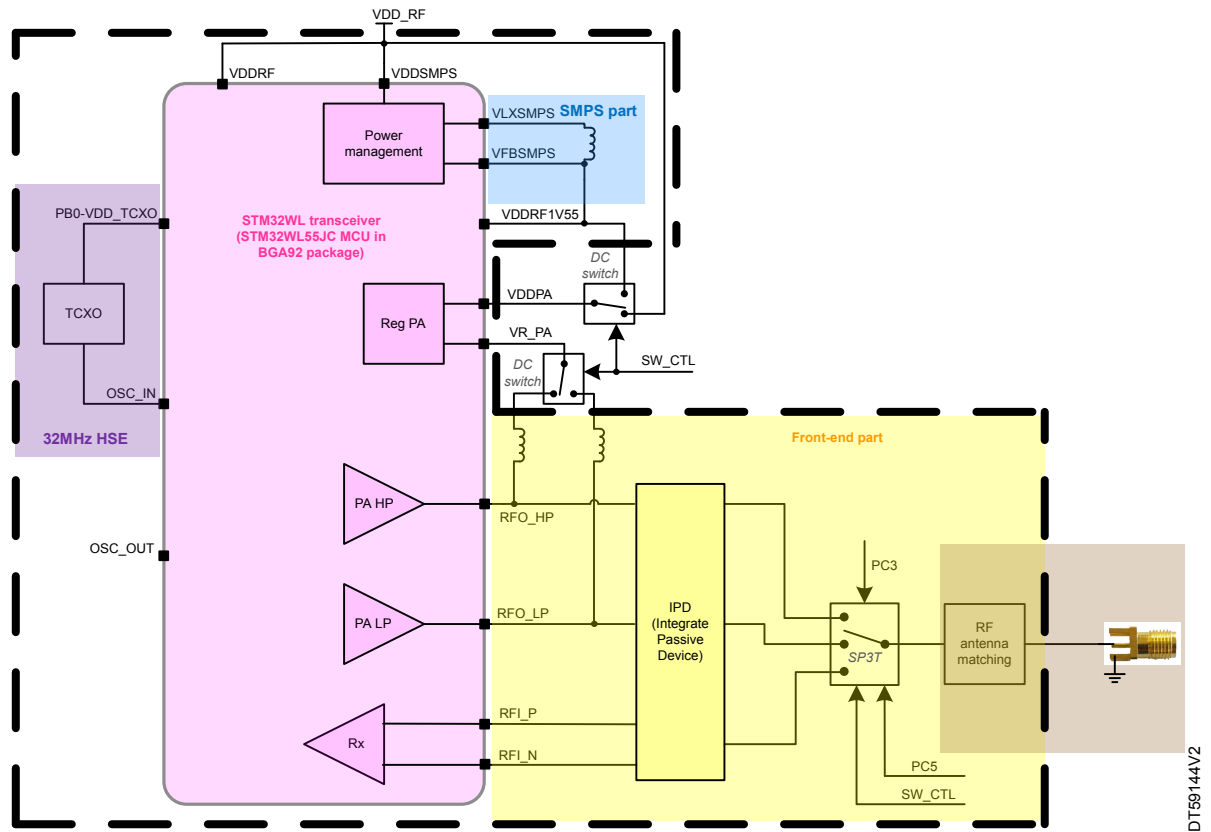 VDD_RF
VDDRF
VDDSMPS
VLXSMPS
SMPS part
Power
management
VFBSMPS
PB0-VDD_TCXO
STM32WL transceiver
(STM32WL55JC MCU in
BGA92 package)
VDDRF1V55
DC
switch
TCXO
VDDPA
Reg PA
VR_PA
DC
switch
SW_CTL
OSC_IN
32MHz HSE
Front-end part
PA HP
RFO_HP
OSC_OUT
PC3
PA LP
RFO_LP
IPD
(Integrate
Passive
Device)
SP3T
RF
antenna
matching
RFI_P
Rx
RFI_N
PC5
SW_CTL
DT59144V2